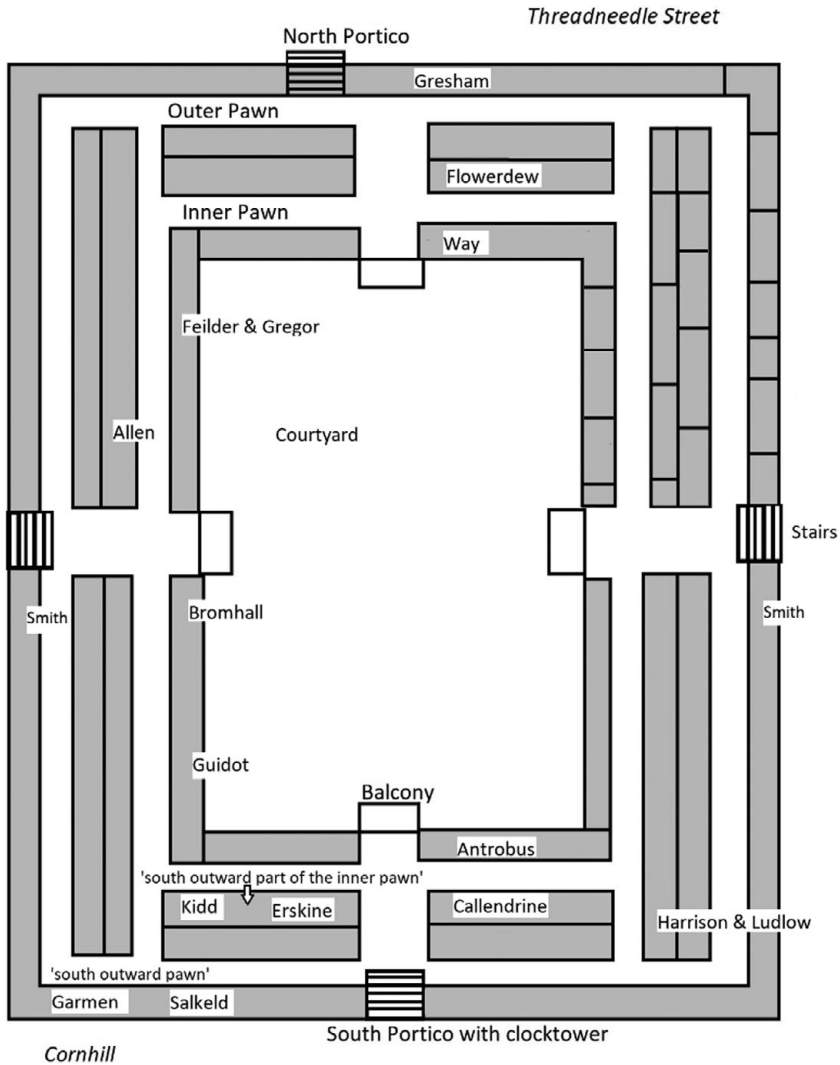 Threadneedle Street
North Portico
Gresham
Outer Pawn
Flowerdew
Inner Pawn
Way
Feilder & Gregor
Allen
Courtyard
Stairs
Smith
Bromhall
Smith
Guidot
Balcony
Antrobus
'south outward part of the inner pawn'
Kidd
Erskine
Callendrine
Harrison & Ludlow
'south outward pawn'
Garmen
Salkeld
South Portico with clocktower
Cornhill